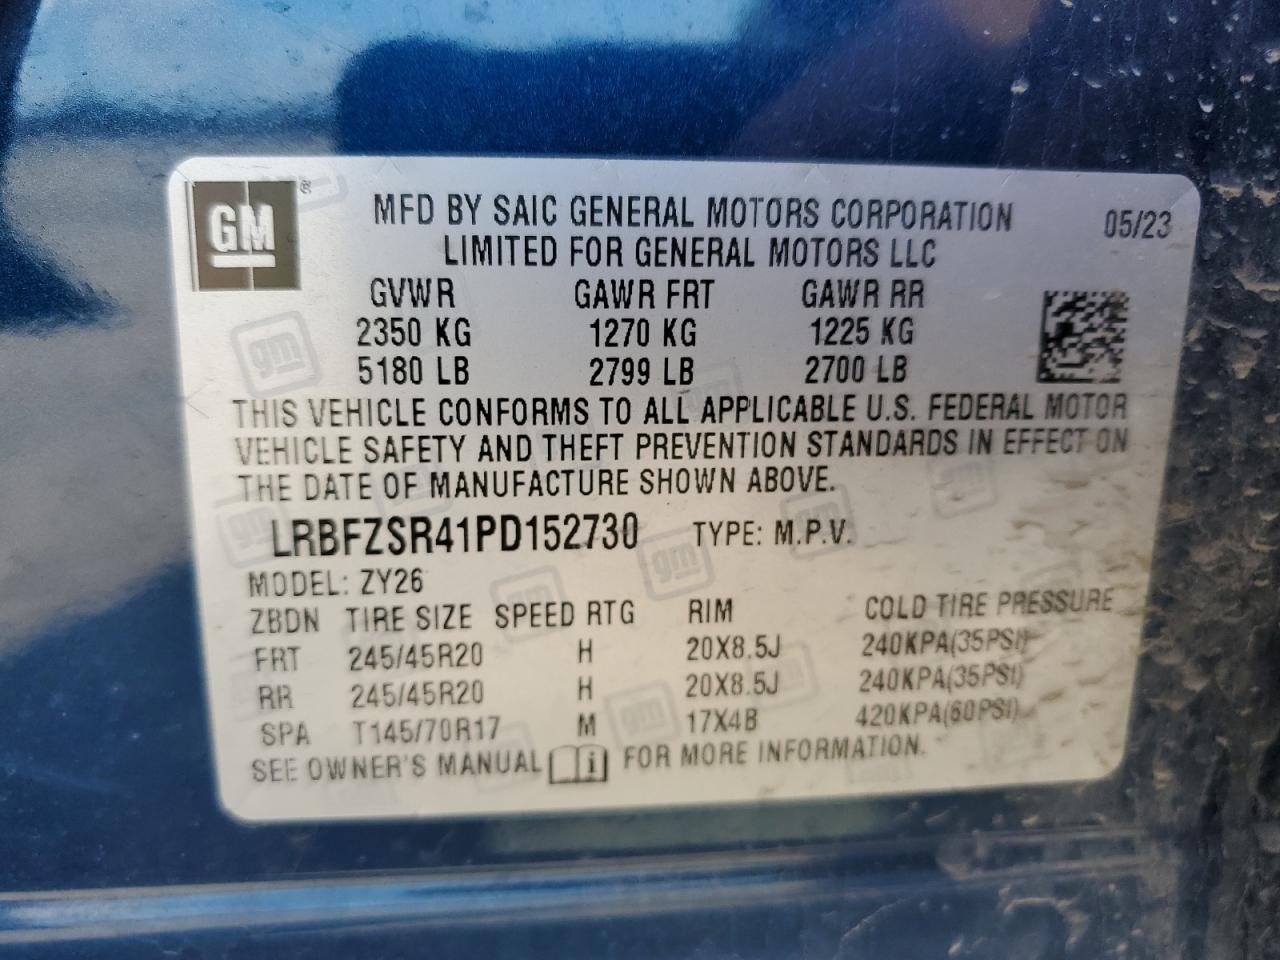 GM ®
MFD BY SAIC GENERAL MOTORS CORPORATION 05/23
LIMITED FOR GENERAL MOTORS LLC
GVWR GAWR FRT GAWR RR
2350 KG 1270 KG 1225 KG
5180 LB 2799 LB 2700 LB
THIS VEHICLE CONFORMS TO ALL APPLICABLE U.S. FEDERAL MOTOR
VEHICLE SAFETY AND THEFT PREVENTION STANDARDS IN EFFECT ON
THE DATE OF MANUFACTURE SHOWN ABOVE.
LRBFZSR41PD152730 TYPE: M.P.V.
MODEL: ZY26
ZBDN TIRE SIZE SPEED RTG RIM COLD TIRE PRESSURE
FRT 245/45R20 H 20X8.5J 240KPA(35PSI)
RR 245/45R20 H 20X8.5J 240KPA(35PSI)
SPA T145/70R17 M 17X4B 420KPA(60PSI)
SEE OWNER'S MANUAL i FOR MORE INFORMATION.